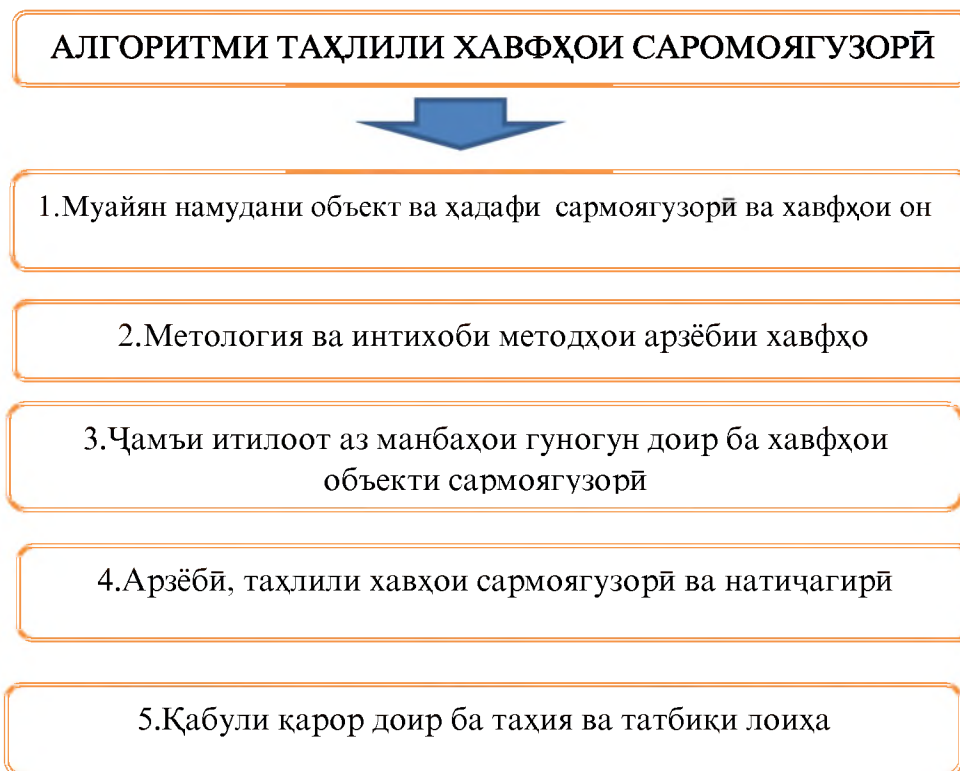 АЛГОРИТМИ ТАҲЛИЛИ ХАВФҲОИ САРОМОЯГУЗОРӢ
1.Муайян намудани объект ва ҳадафи сармоягузорӣ ва хавфҳои он
2.Метология ва интихоби методҳои арзёбии хавфҳо
3.Ҷамъи итилоот аз манбаҳои гуногун доир ба хавфҳои
объекти сармоягузорӣ
4.Арзёбӣ, таҳлили хавҳои сармоягузорӣ ва натиҷагирӣ
5.Қабули қарор доир ба таҳия ва татбиқи лоиҳа